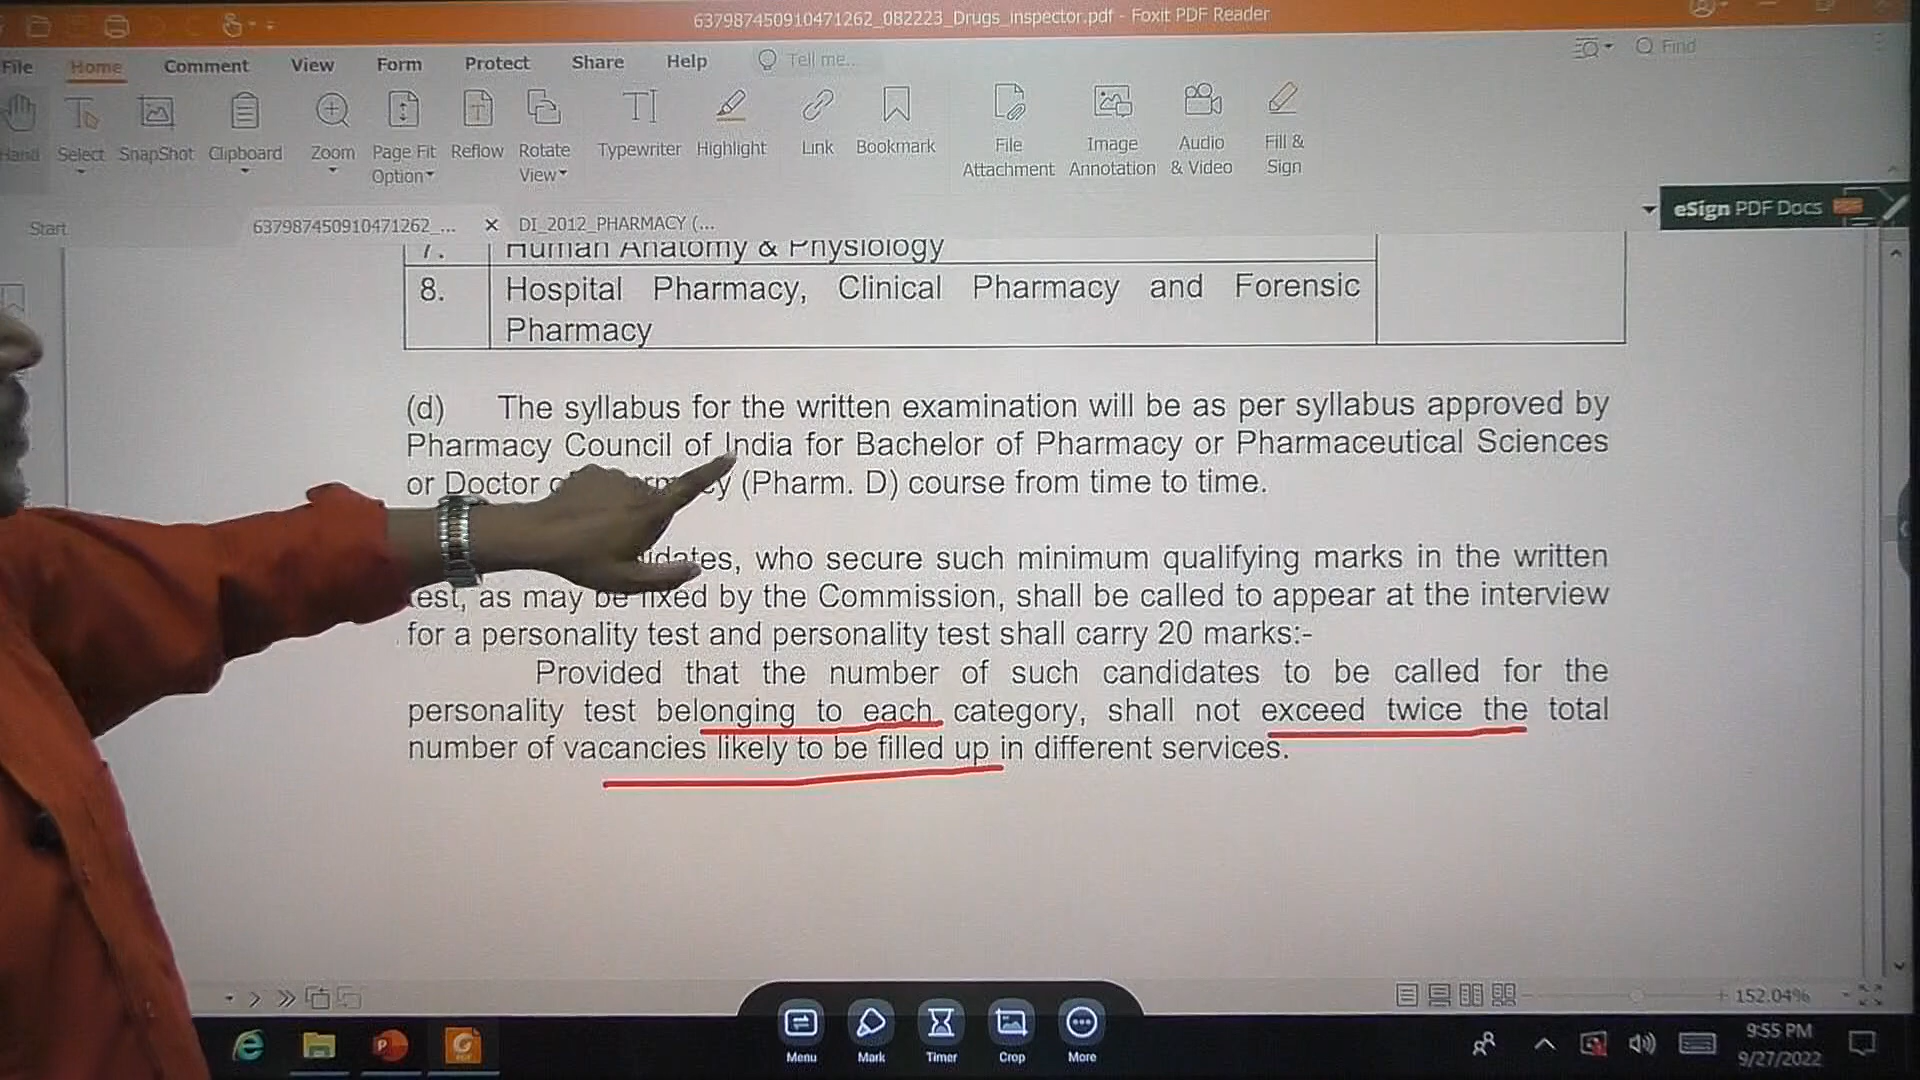 637987450910471262_082223_Drugs_inspector.pdf - Foxit PDF Reader
File Home Comment View Form Protect Share Help Tell me... Find
Hand Select SnapShot Clipboard Zoom Page Fit Option Reflow Rotate View Typewriter Highlight Link Bookmark File Attachment Image Annotation Audio & Video Fill & Sign
eSign PDF Docs
Start 637987450910471262_... DI_2012_PHARMACY (...
7. Human Anatomy & Physiology
8. Hospital Pharmacy, Clinical Pharmacy and Forensic
Pharmacy
(d) The syllabus for the written examination will be as per syllabus approved by
Pharmacy Council of India for Bachelor of Pharmacy or Pharmaceutical Sciences
or Doctor (Pharm. D) course from time to time.
who secure such minimum qualifying marks in the written
test, as may be fixed by the Commission, shall be called to appear at the interview
for a personality test and personality test shall carry 20 marks:-
Provided that the number of such candidates to be called for the
personality test belonging to each category, shall not exceed twice the total
number of vacancies likely to be filled up in different services.
152.04%
Menu Mark Timer Crop More
9:55 PM
9/27/2022